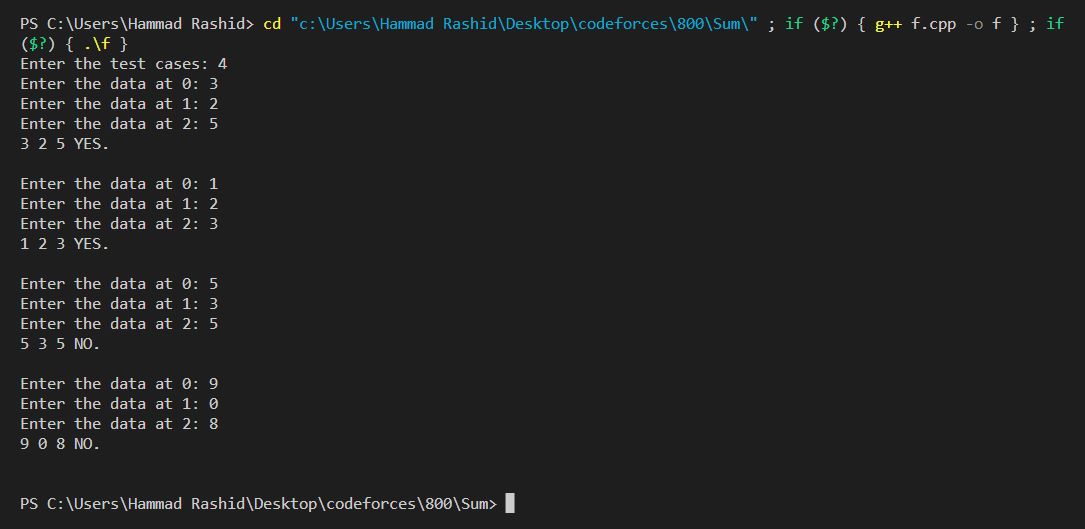 PS C:\Users\Hammad Rashid> cd "c:\Users\Hammad Rashid\Desktop\codeforces\800\Sum\" ; if ($?) { g++ f.cpp -o f } ; if
($?) { .\f }
Enter the test cases: 4
Enter the data at 0: 3
Enter the data at 1: 2
Enter the data at 2: 5
3 2 5 YES.
Enter the data at 0: 1
Enter the data at 1: 2
Enter the data at 2: 3
1 2 3 YES.
Enter the data at 0: 5
Enter the data at 1: 3
Enter the data at 2: 5
5 3 5 NO.
Enter the data at 0: 9
Enter the data at 1: 0
Enter the data at 2: 8
9 0 8 NO.
PS C:\Users\Hammad Rashid\Desktop\codeforces\800\Sum>